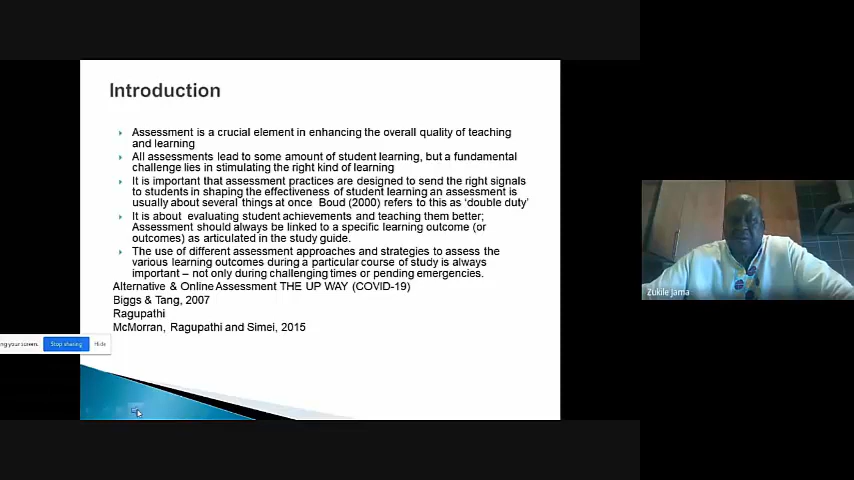 Introduction
Assessment is a crucial element in enhancing the overall quality of teaching
and learning
All assessments lead to some amount of student learning, but a fundamental
challenge lies in stimulating the right kind of learning
It is important that assessment practices are designed to send the right signals
to students in shaping the effectiveness of student learning an assessment is
usually about several things at once Boud (2000) refers to this as ‘double duty’
It is about evaluating student achievements and teaching them better;
Assessment should always be linked to a specific learning outcome (or
outcomes) as articulated in the study guide.
The use of different assessment approaches and strategies to assess the
various learning outcomes during a particular course of study is always
important – not only during challenging times or pending emergencies.
Alternative & Online Assessment THE UP WAY (COVID-19)
Biggs & Tang, 2007
Ragupathi
McMorran, Ragupathi and Simei, 2015
ng your screen. Stop sharing Hide
Zukile Jama